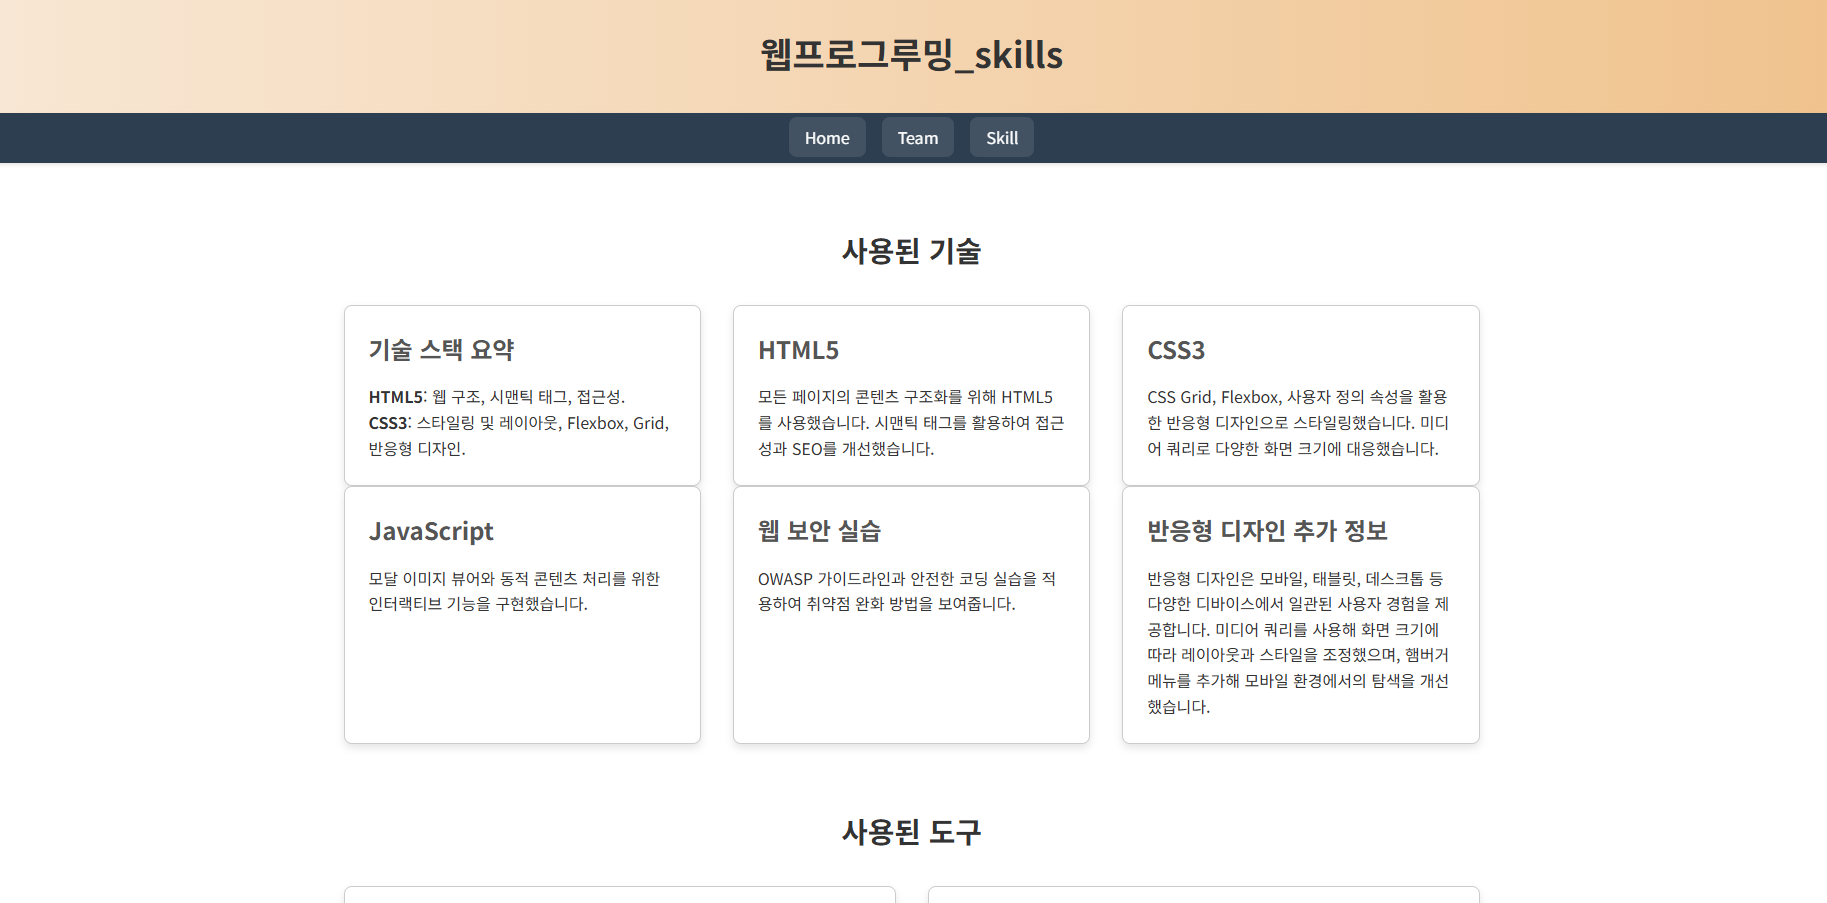 웹프로그루밍_skills
Home Team Skill
사용된 기술
기술 스택 요약
HTML5: 웹 구조, 시맨틱 태그, 접근성.
CSS3: 스타일링 및 레이아웃, Flexbox, Grid,
반응형 디자인.
HTML5
모든 페이지의 콘텐츠 구조화를 위해 HTML5
를 사용했습니다. 시맨틱 태그를 활용하여 접근
성과 SEO를 개선했습니다.
CSS3
CSS Grid, Flexbox, 사용자 정의 속성을 활용
한 반응형 디자인으로 스타일링했습니다. 미디
어 쿼리로 다양한 화면 크기에 대응했습니다.
JavaScript
모달 이미지 뷰어와 동적 콘텐츠 처리를 위한
인터랙티브 기능을 구현했습니다.
웹 보안 실습
OWASP 가이드라인과 안전한 코딩 실습을 적
용하여 취약점 완화 방법을 보여줍니다.
반응형 디자인 추가 정보
반응형 디자인은 모바일, 태블릿, 데스크톱 등
다양한 디바이스에서 일관된 사용자 경험을 제
공합니다. 미디어 쿼리를 사용해 화면 크기에
따라 레이아웃과 스타일을 조정했으며, 햄버거
메뉴를 추가해 모바일 환경에서의 탐색을 개선
했습니다.
사용된 도구